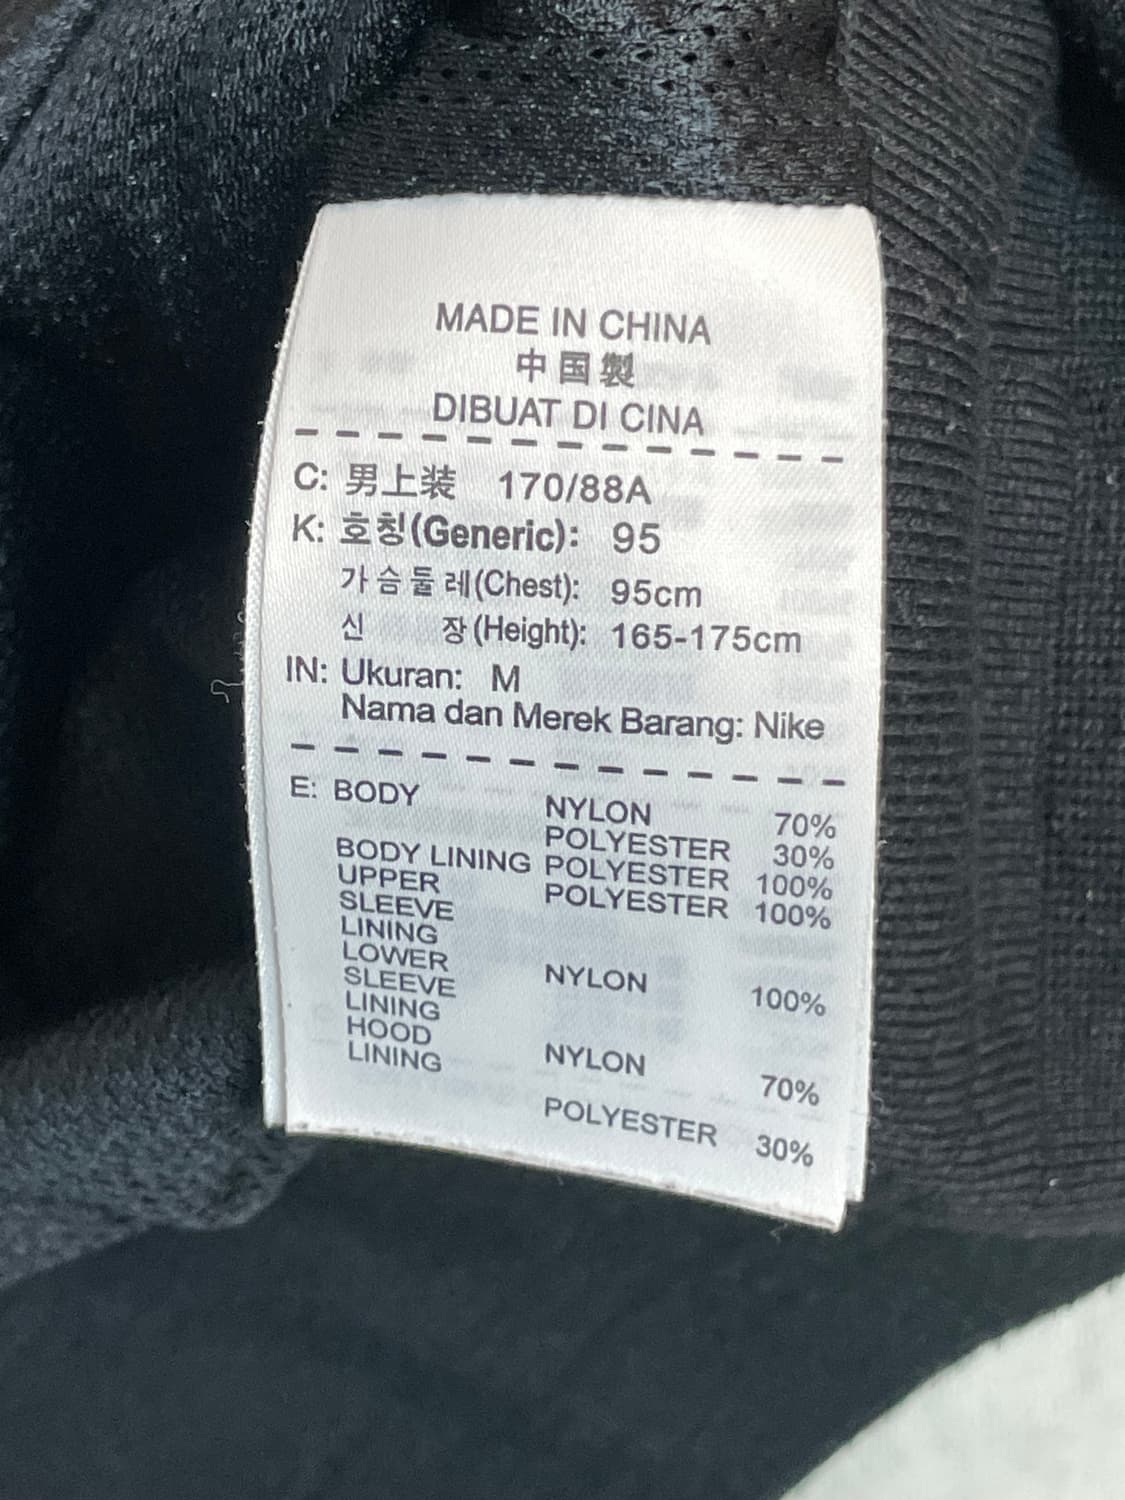 MADE IN CHINA
中国製
DIBUAT DI CINA
C: 男上装 170/88A
K: 호칭(Generic): 95
가슴둘레(Chest): 95cm
신 장(Height): 165-175cm
IN: Ukuran: M
Nama dan Merek Barang: Nike
E: BODY NYLON 70%
POLYESTER 30%
BODY LINING POLYESTER 100%
UPPER POLYESTER 100%
SLEEVE
LINING
LOWER NYLON 100%
SLEEVE
LINING
HOOD NYLON 70%
LINING
POLYESTER 30%